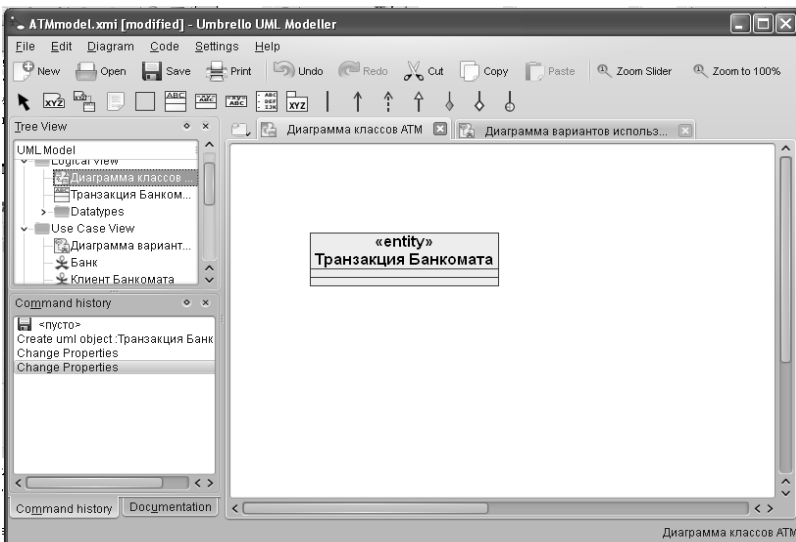 ATMmodel.xmi [modified] - Umbrello UML Modeller
File Edit Diagram Code Settings Help
New Open Save Print Undo Redo Cut Copy Paste Zoom Slider Zoom to 100%
Tree View
Диаграмма классов ATM Диаграмма вариантов использ...
UML Model
Logical View
Диаграмма классов ...
Транзакция Банком...
Datatypes
Use Case View
Диаграмма вариант...
Банк
Клиент Банкомата
«entity»
Транзакция Банкомата
Command history
<пусто>
Create uml object :Транзакция Банк
Change Properties
Change Properties
Command history Documentation
Диаграмма классов ATM